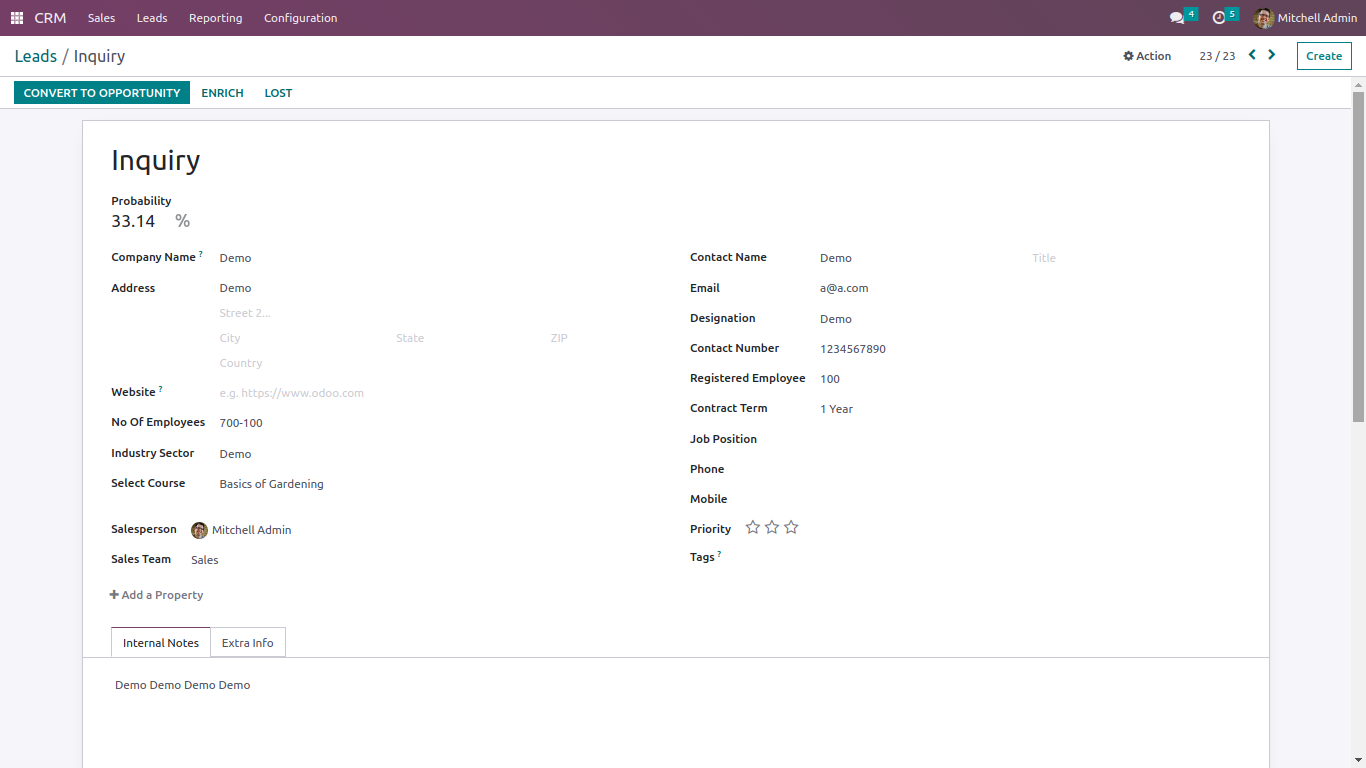 CRM Sales Leads Reporting Configuration 4 5 Mitchell Admin
Leads / Inquiry Action 23 / 23 Create
CONVERT TO OPPORTUNITY ENRICH LOST
Inquiry
Probability
33.14 %
Company Name ? Demo
Address Demo
Street 2...
City State ZIP
Country
Website ? e.g. https://www.odoo.com
No Of Employees 700-100
Industry Sector Demo
Select Course Basics of Gardening
Contact Name Demo Title
Email a@a.com
Designation Demo
Contact Number 1234567890
Registered Employee 100
Contract Term 1 Year
Job Position
Phone
Mobile
Salesperson Mitchell Admin
Sales Team Sales
Priority
Tags ?
Add a Property
Internal Notes Extra Info
Demo Demo Demo Demo